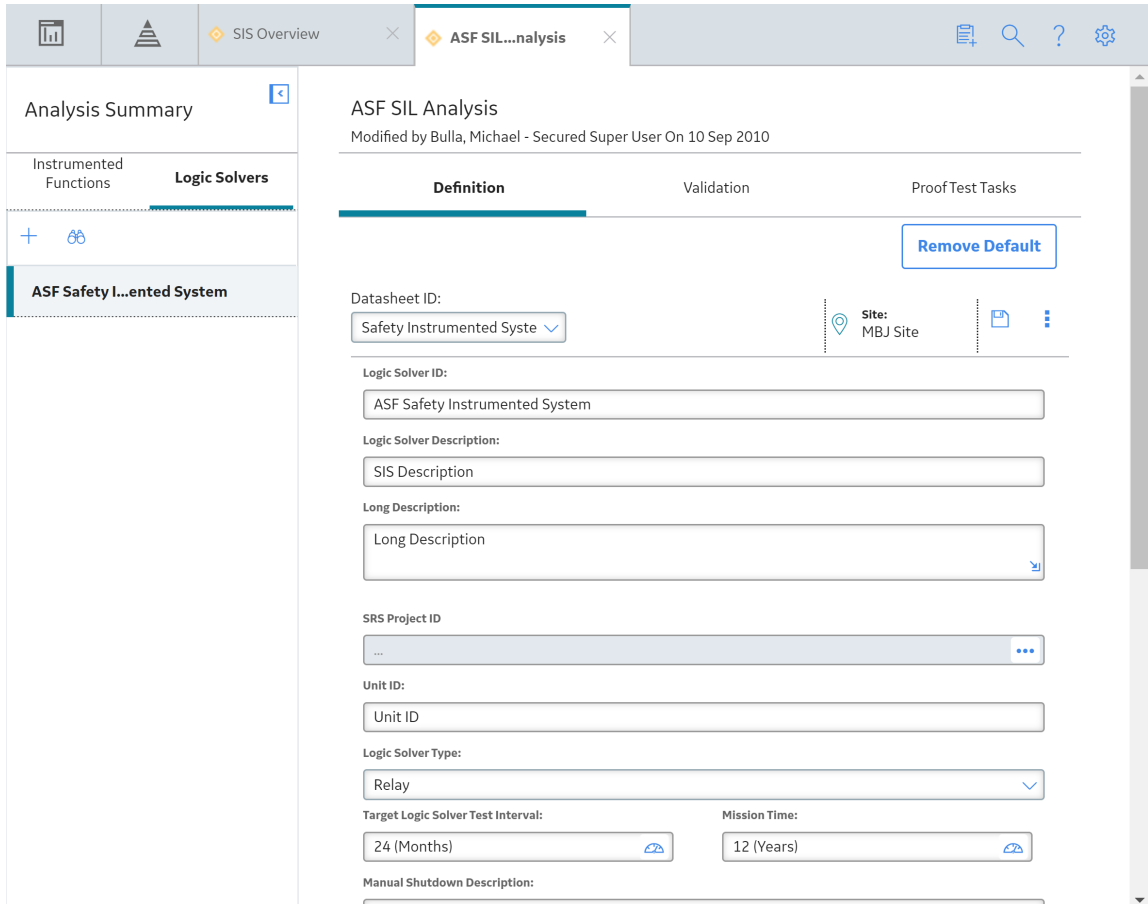 SIS Overview
ASF SIL...nalysis
Analysis Summary
Instrumented
Functions
Logic Solvers
ASF Safety I...ented System
ASF SIL Analysis
Modified by Bulla, Michael - Secured Super User On 10 Sep 2010
Definition
Validation
Proof Test Tasks
Remove Default
Datasheet ID:
Safety Instrumented Syste
Site:
MBJ Site
Logic Solver ID:
ASF Safety Instrumented System
Logic Solver Description:
SIS Description
Long Description:
Long Description
SRS Project ID
...
Unit ID:
Unit ID
Logic Solver Type:
Relay
Target Logic Solver Test Interval:
Mission Time:
24 (Months)
12 (Years)
Manual Shutdown Description: